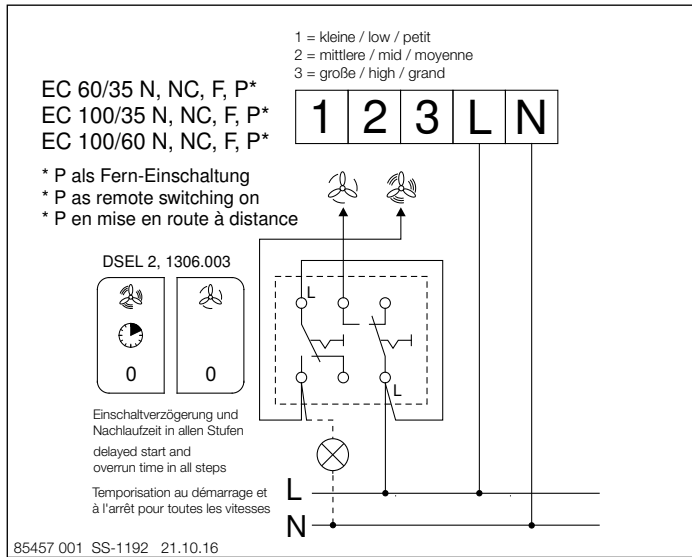 1 = kleine / low / petit
2 = mittlere / mid / moyenne
3 = große / high / grand
EC 60/35 N, NC, F, P*
EC 100/35 N, NC, F, P*
EC 100/60 N, NC, F, P*
1 2 3 L N
* P als Fern-Einschaltung
* P as remote switching on
* P en mise en route à distance
DSEL 2, 1306.003
L
0 0
L
Einschaltverzögerung und
Nachlaufzeit in allen Stufen
delayed start and
overrun time in all steps
Temporisation au démarrage et
à l'arrêt pour toutes les vitesses
L
N
85457 001 SS-1192 21.10.16